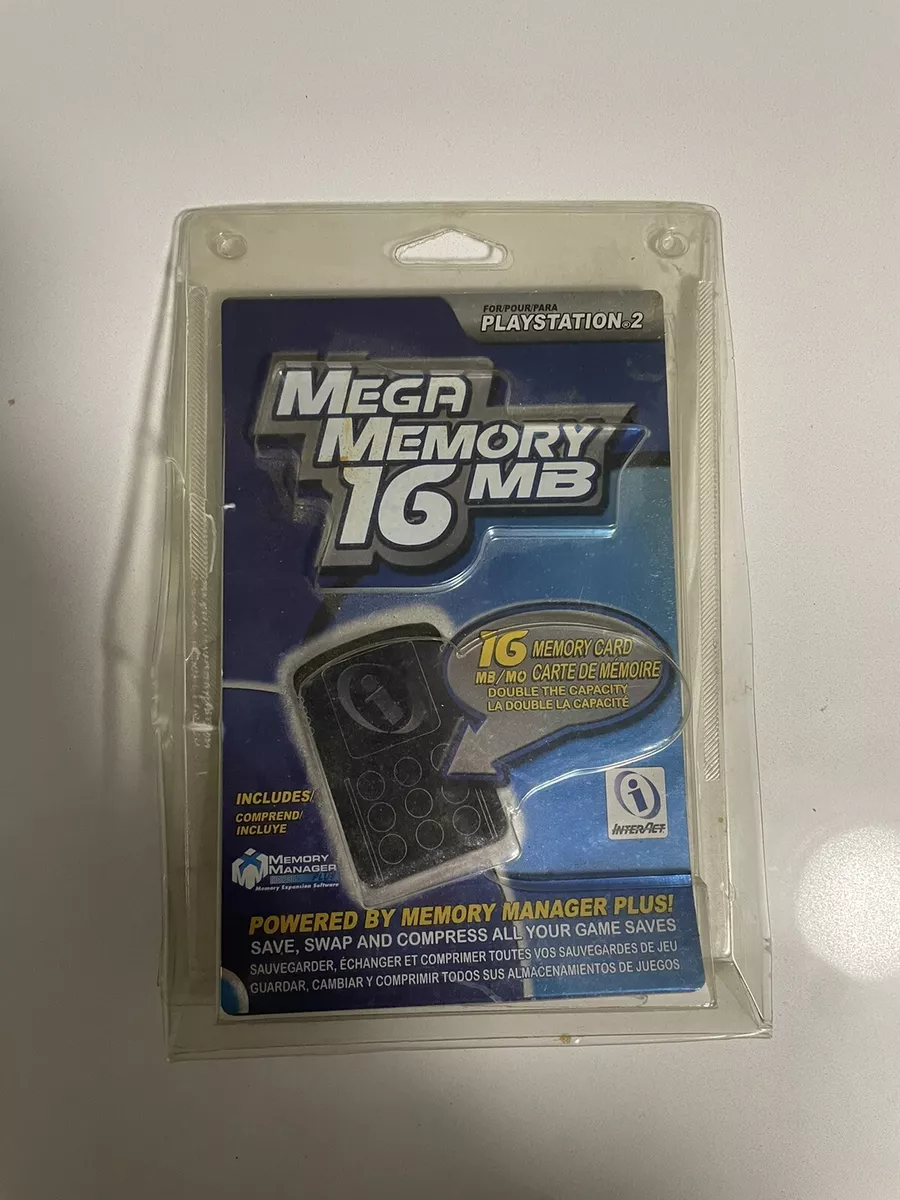 FOR/POUR/PARA
PLAYSTATION®2
MEGA
MEMORY
16 MB
16 MEMORY CARD
MB/MO CARTE DE MÉMOIRE
DOUBLE THE CAPACITY
LA DOUBLE LA CAPACITÉ
i
i
INTERACT
INCLUDES/
COMPREND/
INCLUYE
MEMORY
MANAGER
PLUS
Memory Expansion Software
POWERED BY MEMORY MANAGER PLUS!
SAVE, SWAP AND COMPRESS ALL YOUR GAME SAVES
SAUVEGARDER, ÉCHANGER ET COMPRIMER TOUTES VOS SAUVEGARDES DE JEU
GUARDAR, CAMBIAR Y COMPRIMIR TODOS SUS ALMACENAMIENTOS DE JUEGOS